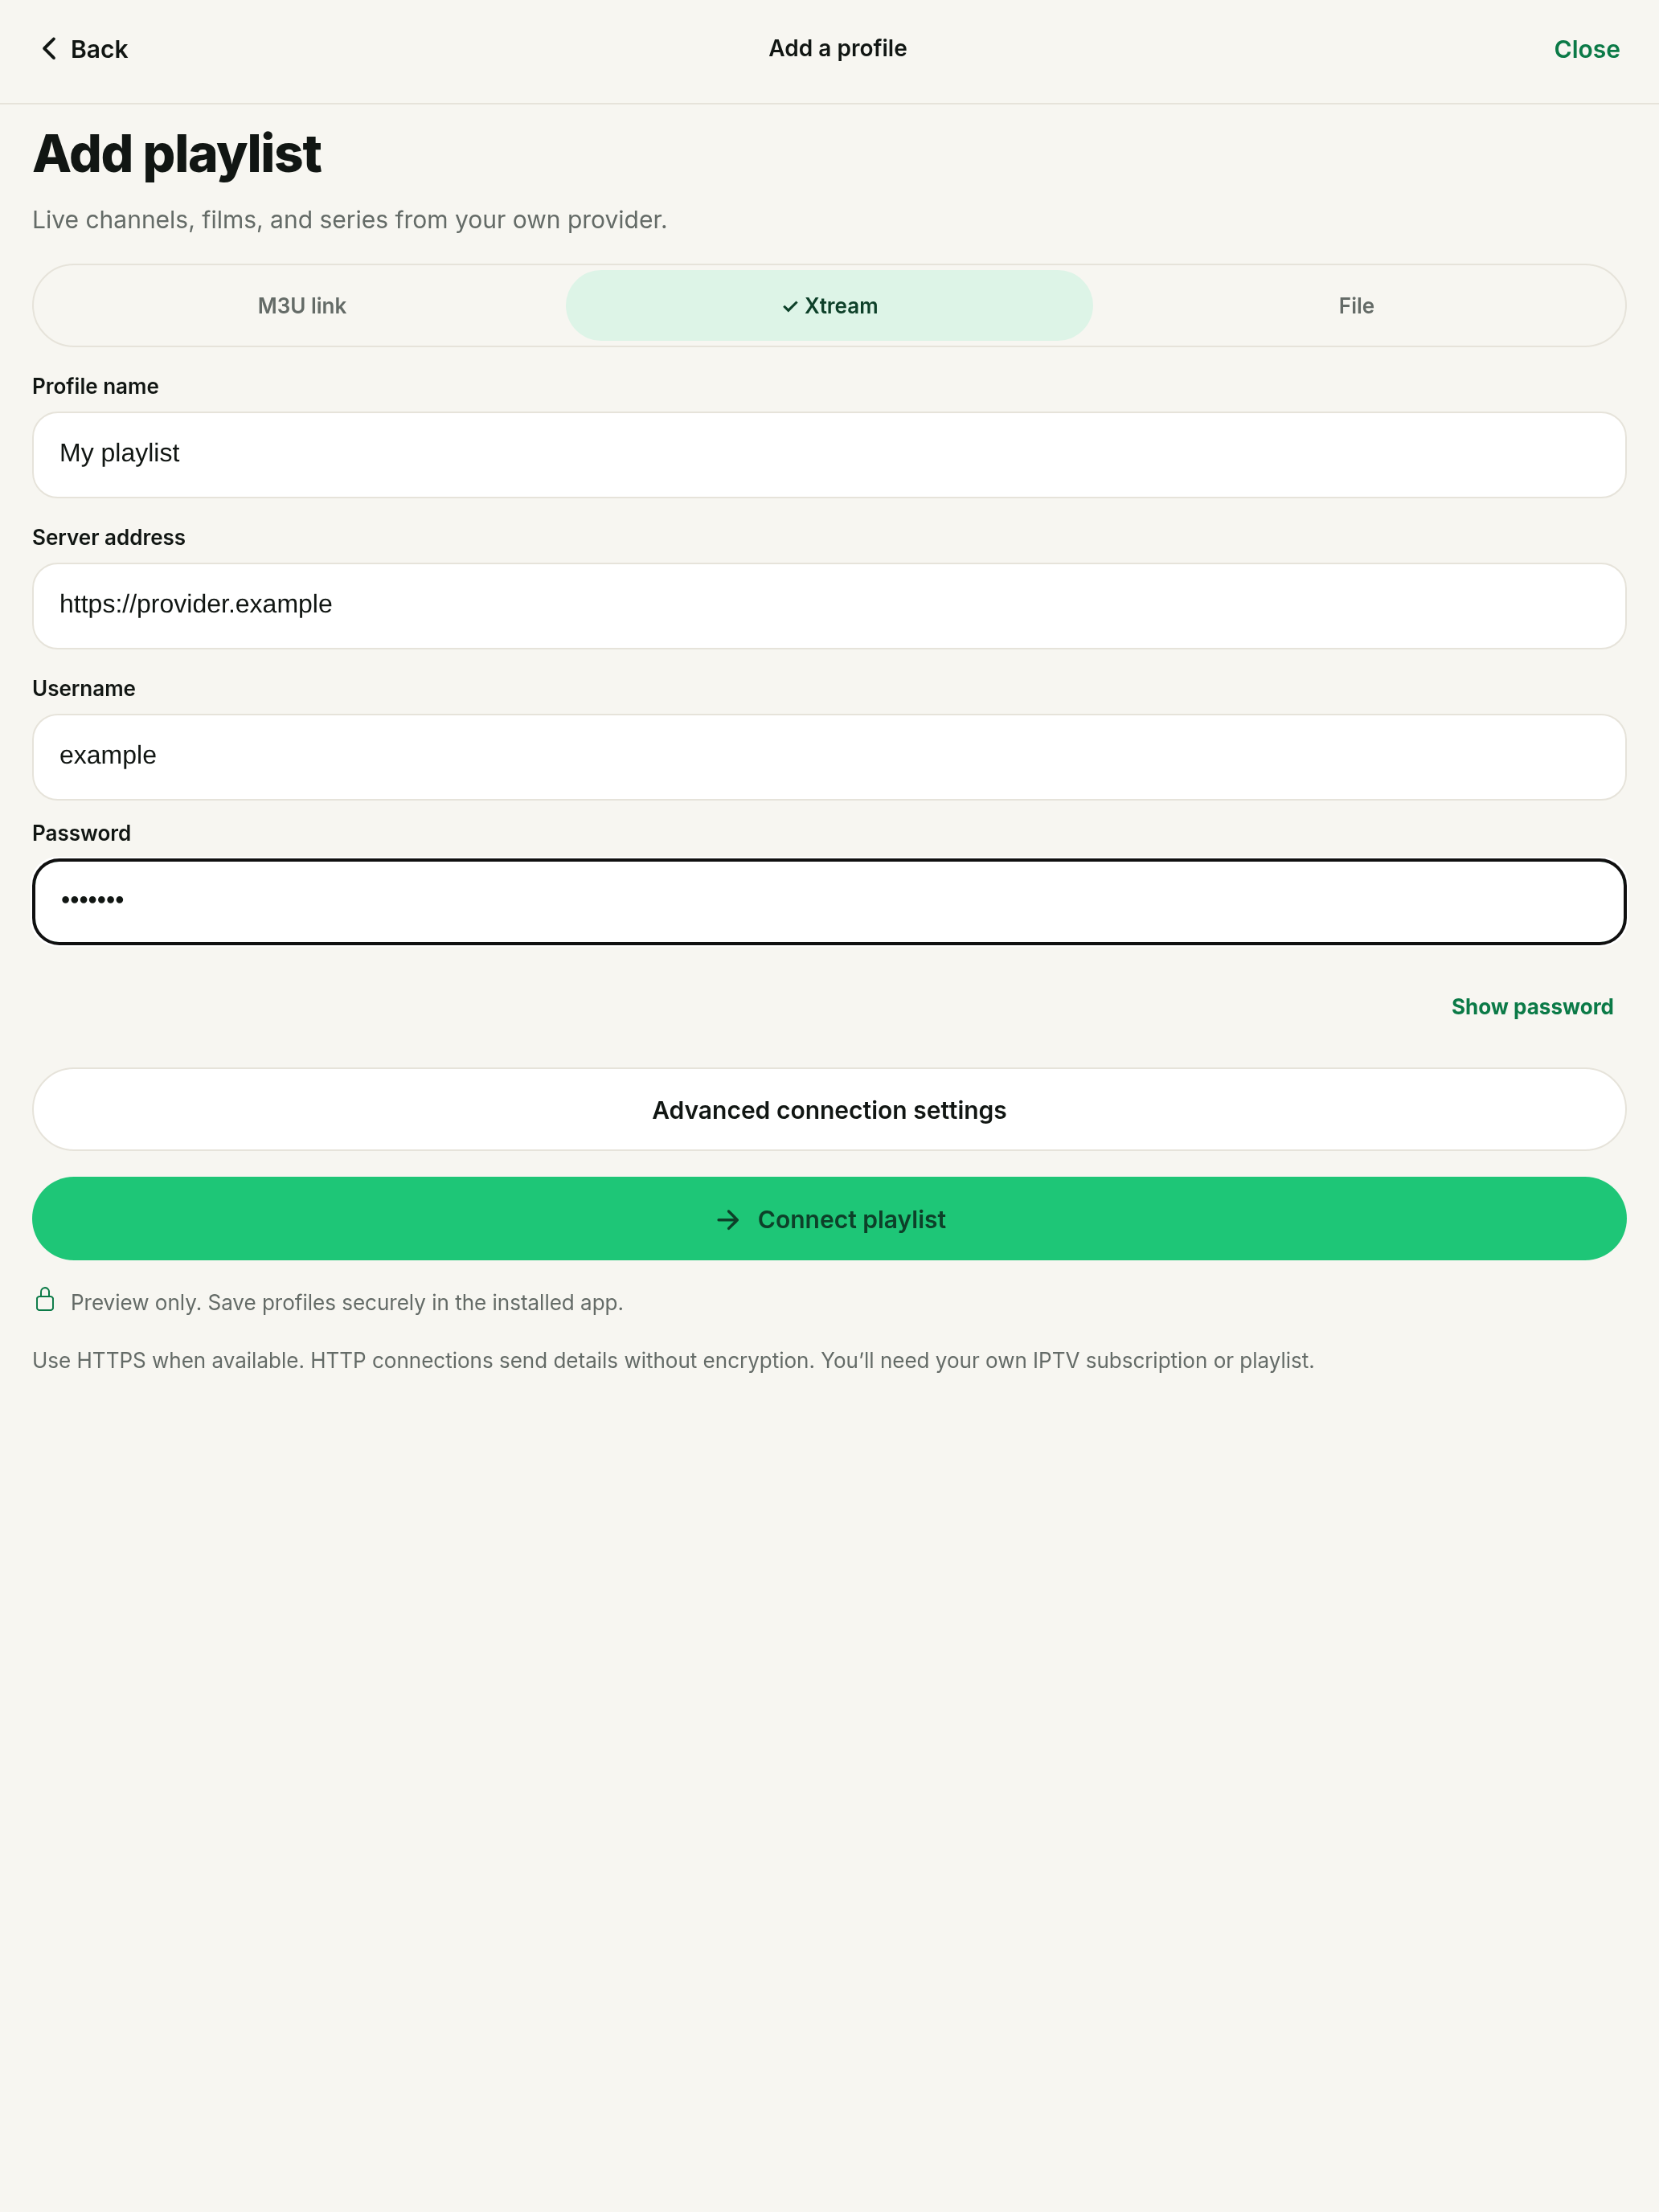 Back
Add a profile
Close
Add playlist
Live channels, films, and series from your own provider.
M3U link
✓ Xtream
File
Profile name
My playlist
Server address
https://provider.example
Username
example
Password
•••••••
Show password
Advanced connection settings
→ Connect playlist
Preview only. Save profiles securely in the installed app.
Use HTTPS when available. HTTP connections send details without encryption. You’ll need your own IPTV subscription or playlist.